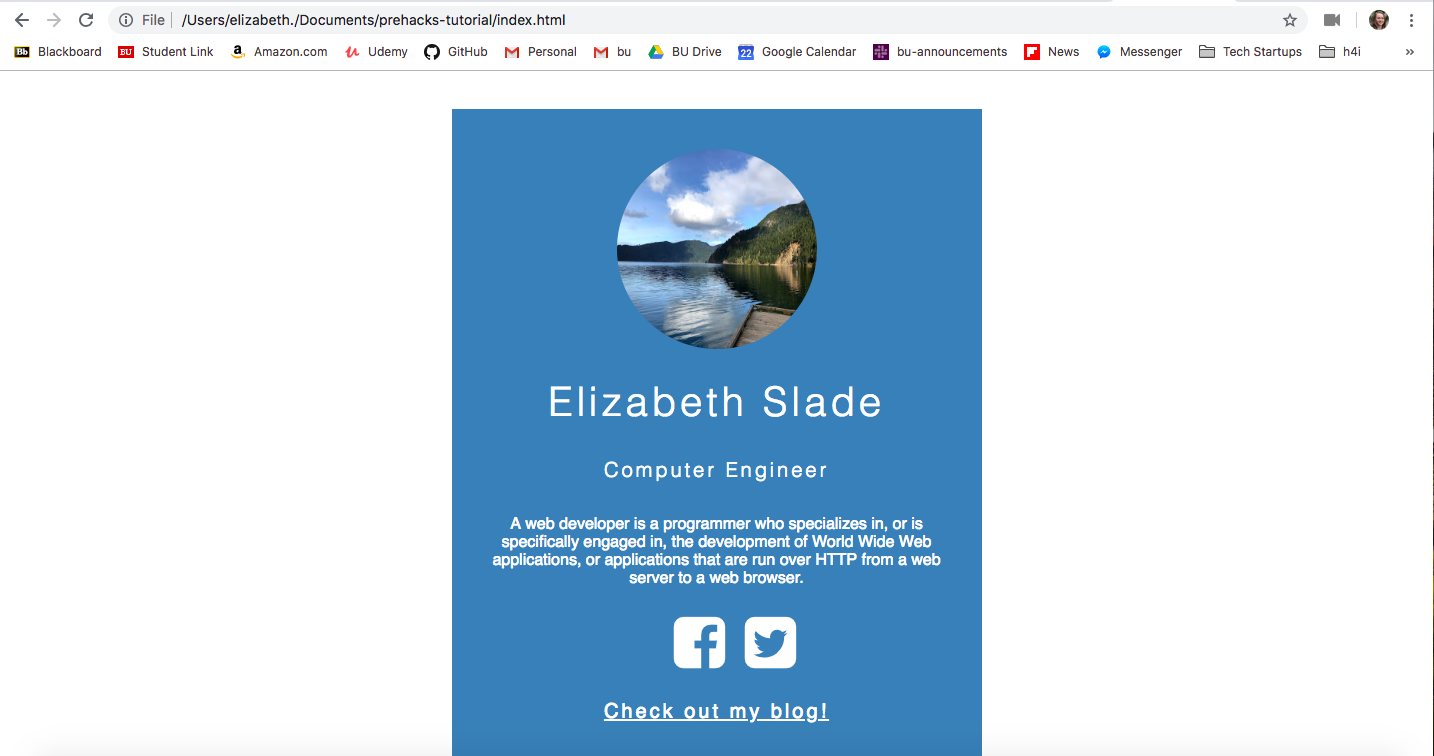 File /Users/elizabeth./Documents/prehacks-tutorial/index.html
Bb Blackboard BU Student Link a Amazon.com Udemy GitHub Personal bu BU Drive 22 Google Calendar bu-announcements News Messenger Tech Startups h4i »
Elizabeth Slade
Computer Engineer
A web developer is a programmer who specializes in, or is
specifically engaged in, the development of World Wide Web
applications, or applications that are run over HTTP from a web
server to a web browser.
Check out my blog!